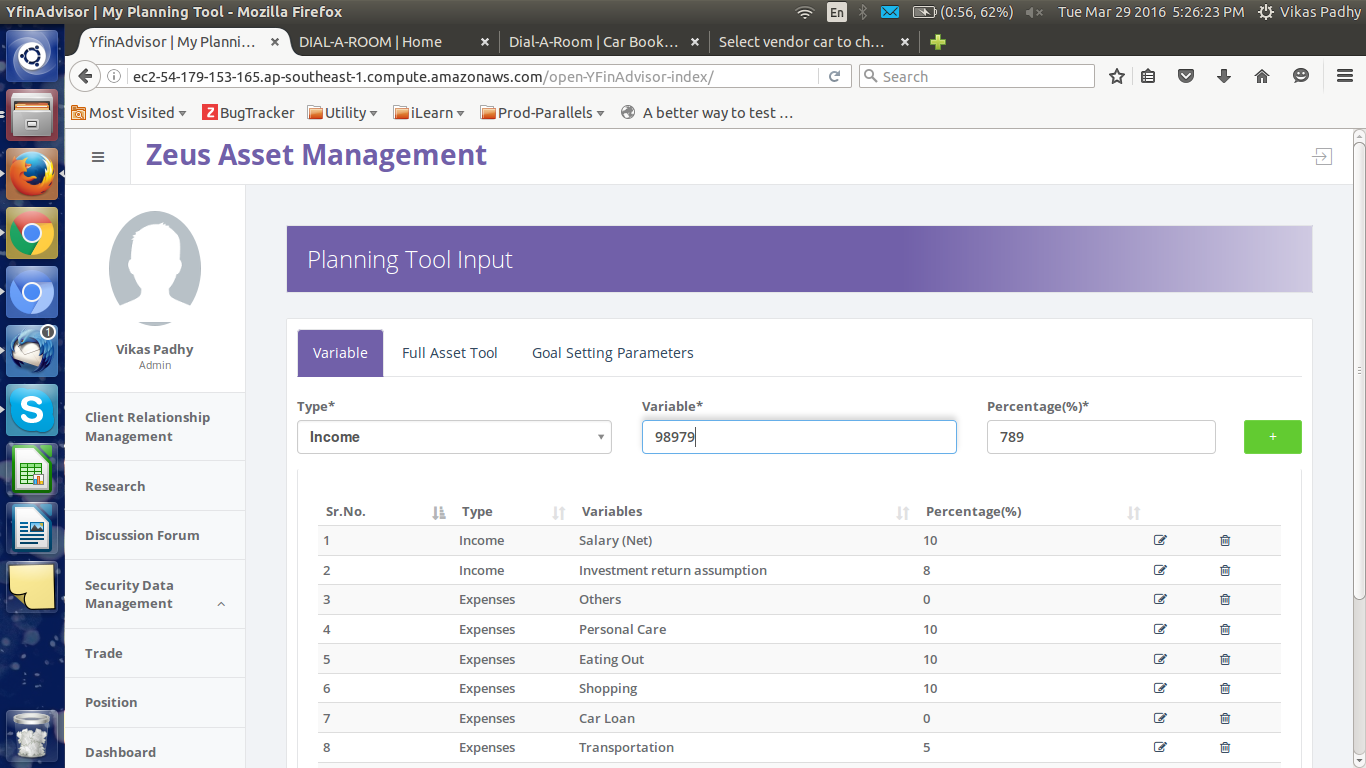 YfinAdvisor | My Planning Tool - Mozilla Firefox
En
(0:56, 62%)
Tue Mar 29 2016 5:26:23 PM
Vikas Padhy
YfinAdvisor | My Planni...
DIAL-A-ROOM | Home
Dial-A-Room | Car Book...
Select vendor car to ch...
ec2-54-179-153-165.ap-southeast-1.compute.amazonaws.com/open-YFinAdvisor-index/
Search
Most Visited
Z BugTracker
Utility
iLearn
Prod-Parallels
A better way to test ...
Zeus Asset Management
1
S
Vikas Padhy
Admin
Client Relationship
Management
Research
Discussion Forum
Security Data
Management
Trade
Position
Dashboard
Planning Tool Input
Variable
Full Asset Tool
Goal Setting Parameters
Type*
Variable*
Percentage(%)*
Income
98979
789
+
Sr.No. Type Variables Percentage(%)
1 Income Salary (Net) 10
2 Income Investment return assumption 8
3 Expenses Others 0
4 Expenses Personal Care 10
5 Expenses Eating Out 10
6 Expenses Shopping 10
7 Expenses Car Loan 0
8 Expenses Transportation 5